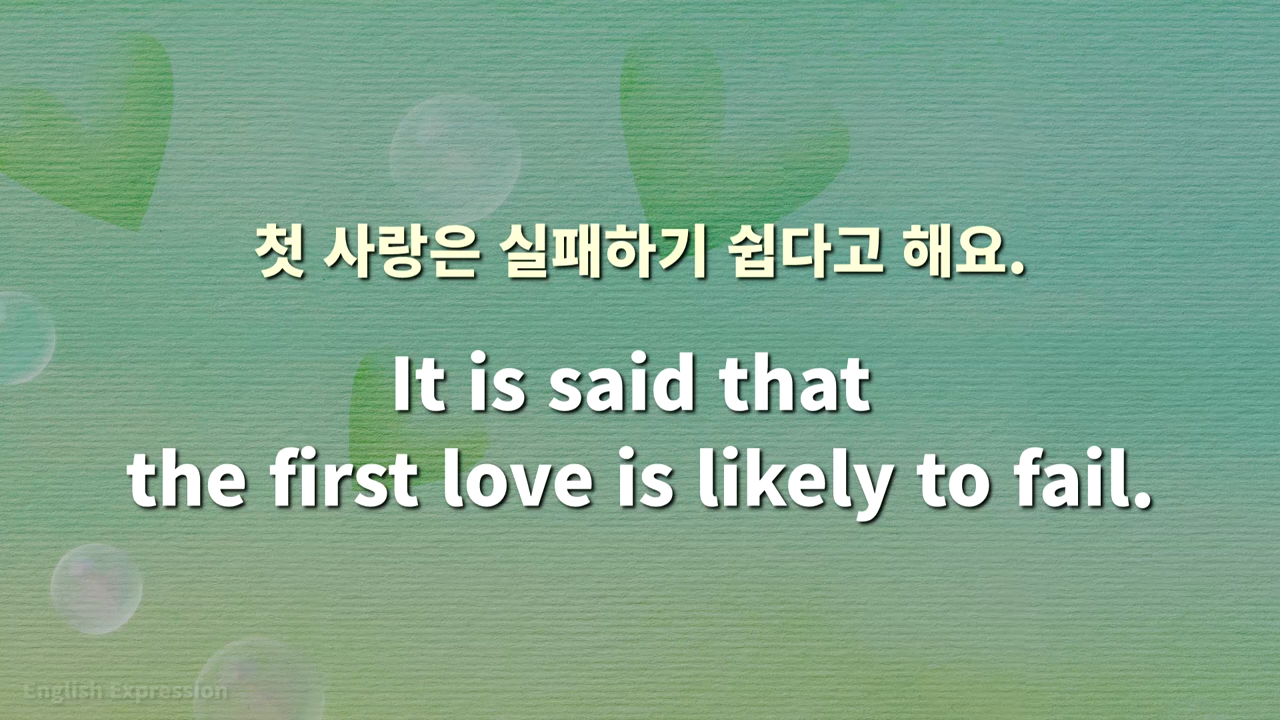 첫 사랑은 실패하기 쉽다고 해요.
It is said that
the first love is likely to fail.
English Expression